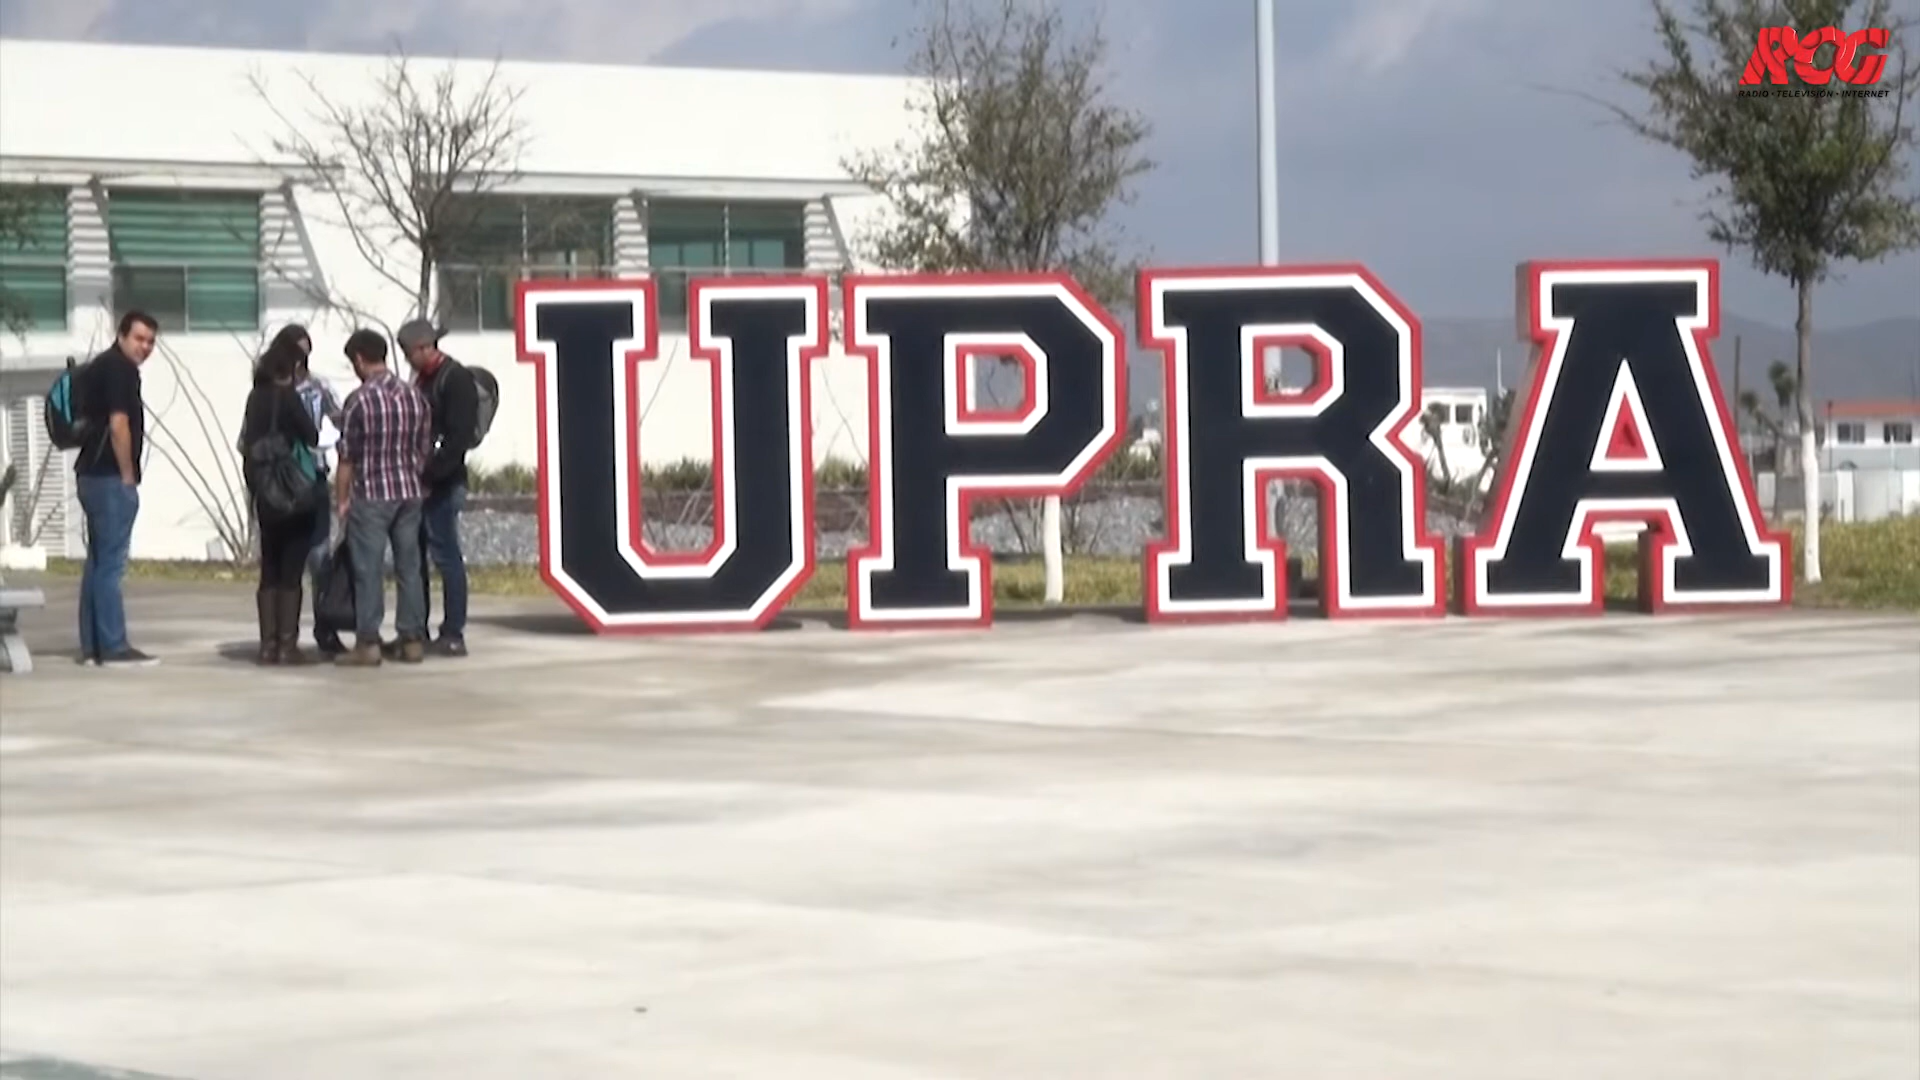 RCG
RADIO • TELEVISIÓN • INTERNET
UPRA